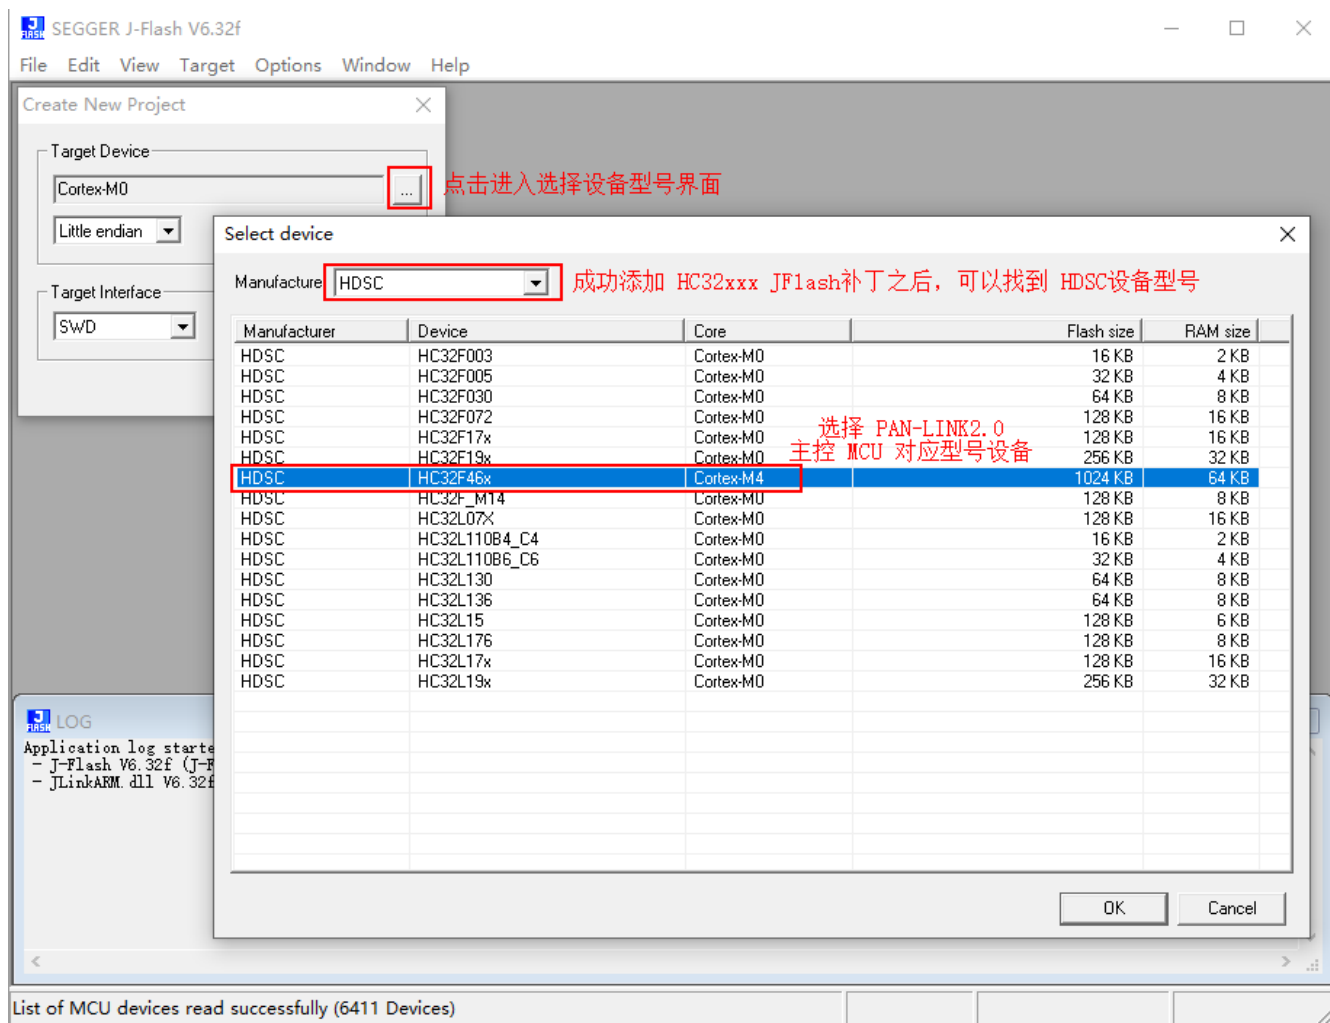 SEGGER J-Flash V6.32f
File Edit View Target Options Window Help
Create New Project
Target Device
Cortex-M0
...
点击进入选择设备型号界面
Little endian
Target Interface
SWD
Select device
Manufacture
HDSC
成功添加 HC32xxx JFlash补丁之后，可以找到 HDSC设备型号
Manufacturer Device Core Flash size RAM size
HDSC HC32F003 Cortex-M0 16 KB 2 KB
HDSC HC32F005 Cortex-M0 32 KB 4 KB
HDSC HC32F030 Cortex-M0 64 KB 8 KB
HDSC HC32F072 Cortex-M0 128 KB 16 KB
HDSC HC32F17x Cortex-M0 128 KB 16 KB
HDSC HC32F19x Cortex-M0 256 KB 32 KB
HDSC HC32F46x Cortex-M4 1024 KB 64 KB
HDSC HC32F_M14 Cortex-M0 128 KB 8 KB
HDSC HC32L07X Cortex-M0 128 KB 16 KB
HDSC HC32L110B4_C4 Cortex-M0 16 KB 2 KB
HDSC HC32L110B6_C6 Cortex-M0 32 KB 4 KB
HDSC HC32L130 Cortex-M0 64 KB 8 KB
HDSC HC32L136 Cortex-M0 64 KB 8 KB
HDSC HC32L15 Cortex-M0 128 KB 6 KB
HDSC HC32L176 Cortex-M0 128 KB 8 KB
HDSC HC32L17x Cortex-M0 128 KB 16 KB
HDSC HC32L19x Cortex-M0 256 KB 32 KB
选择 PAN-LINK2.0
主控 MCU 对应型号设备
OK Cancel
LOG
Application log starte
- J-Flash V6.32f (J-F
- JLinkARM.dll V6.32f
List of MCU devices read successfully (6411 Devices)